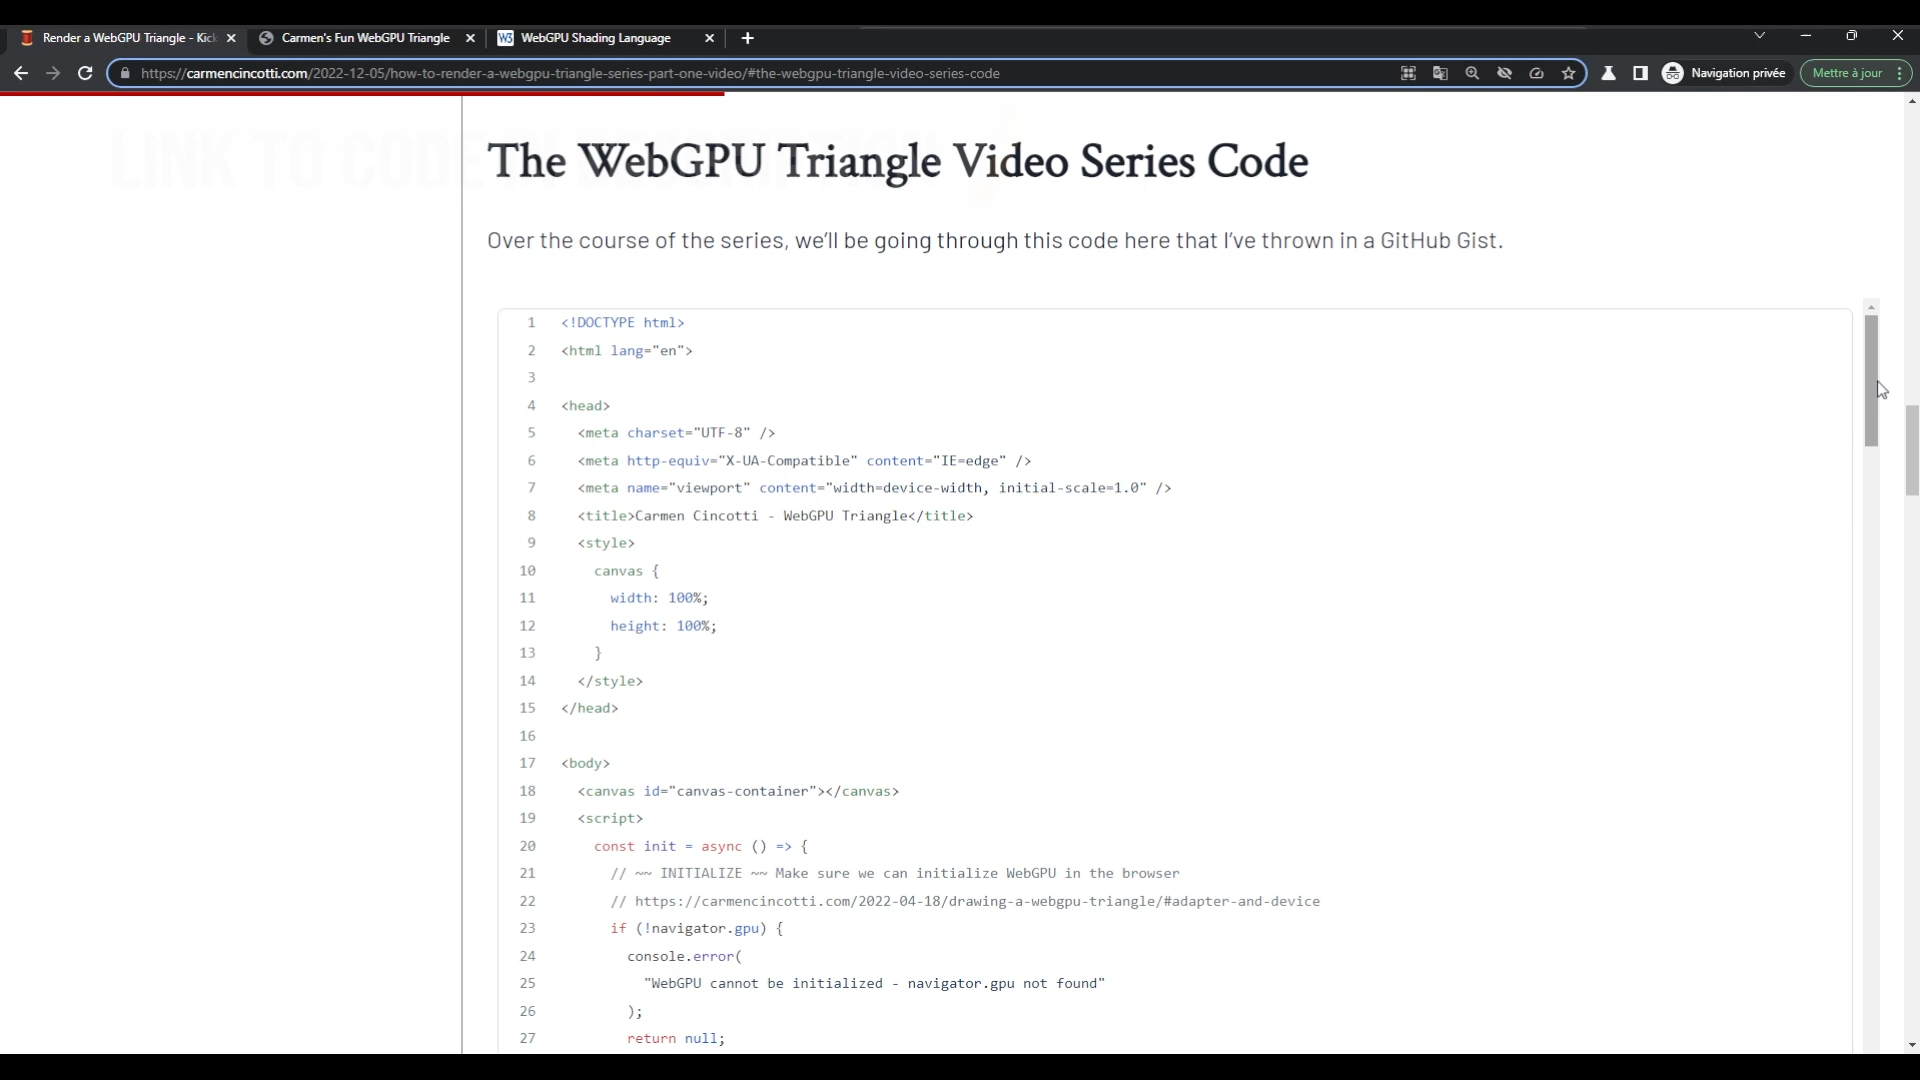 Render a WebGPU Triangle - Kick
Carmen's Fun WebGPU Triangle
W3 WebGPU Shading Language
https://carmencincotti.com/2022-12-05/how-to-render-a-webgpu-triangle-series-part-one-video/#the-webgpu-triangle-video-series-code
Navigation privée
Mettre à jour
LINK TO CODE IN DESCRIPTION
The WebGPU Triangle Video Series Code
Over the course of the series, we'll be going through this code here that I've thrown in a GitHub Gist.
1 <!DOCTYPE html>
2 <html lang="en">
3
4 <head>
5 <meta charset="UTF-8" />
6 <meta http-equiv="X-UA-Compatible" content="IE=edge" />
7 <meta name="viewport" content="width=device-width, initial-scale=1.0" />
8 <title>Carmen Cincotti - WebGPU Triangle</title>
9 <style>
10 canvas {
11 width: 100%;
12 height: 100%;
13 }
14 </style>
15 </head>
16
17 <body>
18 <canvas id="canvas-container"></canvas>
19 <script>
20 const init = async () => {
21 // ~~ INITIALIZE ~~ Make sure we can initialize WebGPU in the browser
22 // https://carmencincotti.com/2022-04-18/drawing-a-webgpu-triangle/#adapter-and-device
23 if (!navigator.gpu) {
24 console.error(
25 "WebGPU cannot be initialized - navigator.gpu not found"
26 );
27 return null;